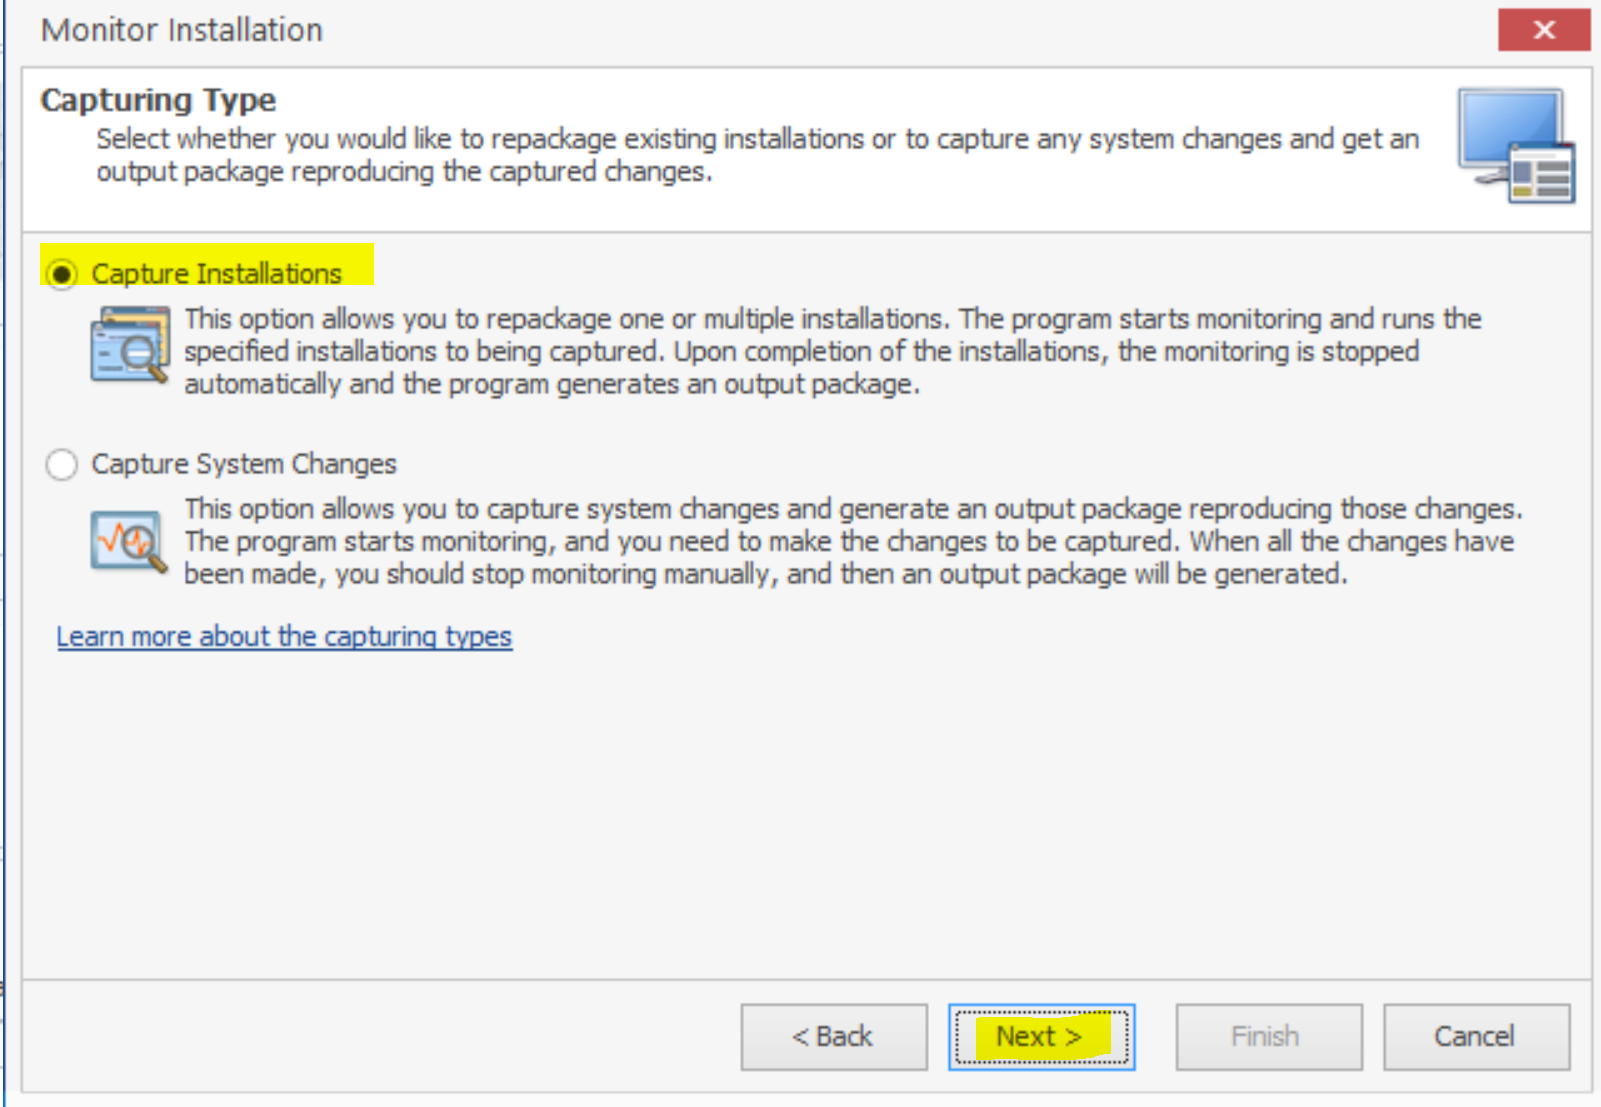 Monitor Installation
Capturing Type
Select whether you would like to repackage existing installations or to capture any system changes and get an
output package reproducing the captured changes.
Capture Installations
This option allows you to repackage one or multiple installations. The program starts monitoring and runs the
specified installations to being captured. Upon completion of the installations, the monitoring is stopped
automatically and the program generates an output package.
Capture System Changes
This option allows you to capture system changes and generate an output package reproducing those changes.
The program starts monitoring, and you need to make the changes to be captured. When all the changes have
been made, you should stop monitoring manually, and then an output package will be generated.
Learn more about the capturing types
< Back
Next >
Finish
Cancel